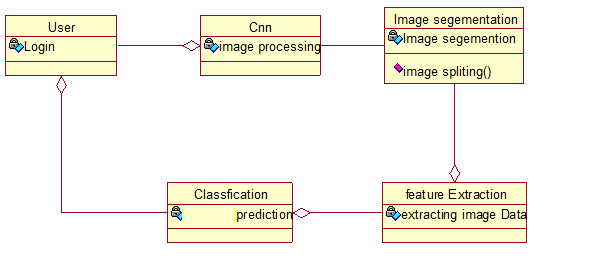 User
Login
Cnn
image processing
Image segementation
Image segemention
image spliting()
Classfication
prediction
feature Extraction
extracting image Data